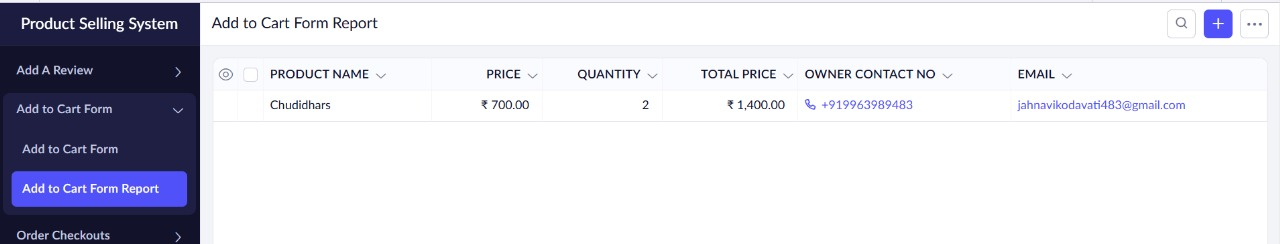 Product Selling System
Add A Review
Add to Cart Form
Add to Cart Form
Add to Cart Form Report
Order Checkouts
Add to Cart Form Report
PRODUCT NAME PRICE QUANTITY TOTAL PRICE OWNER CONTACT NO EMAIL
Chudidhars ₹ 700.00 2 ₹ 1,400.00 +919963989483 jahnavikodavati483@gmail.com